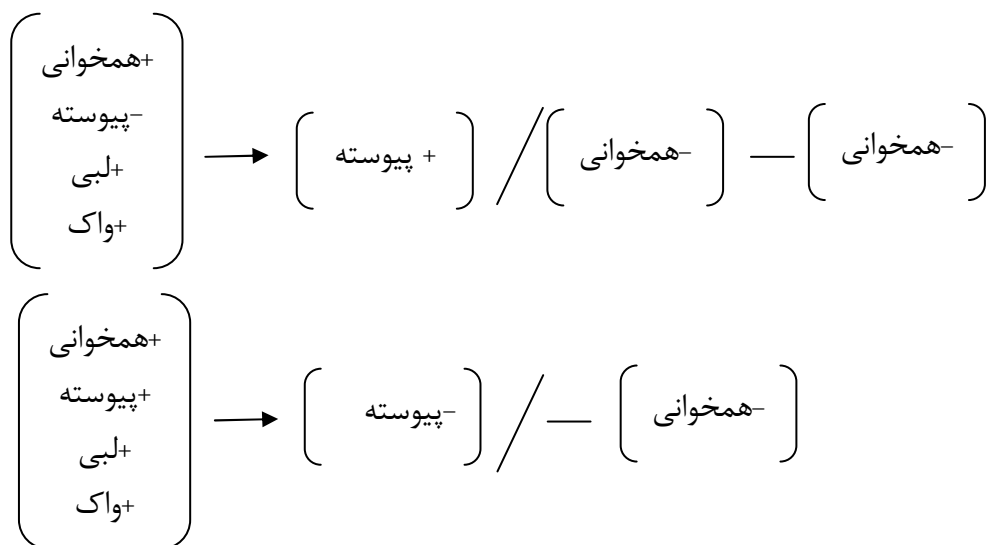 +همخوانی
-پیوسته
+لبی
+واک
+ پیوسته
-همخوانی
-همخوانی
+همخوانی
+پیوسته
+لبی
+واک
-پیوسته
-همخوانی